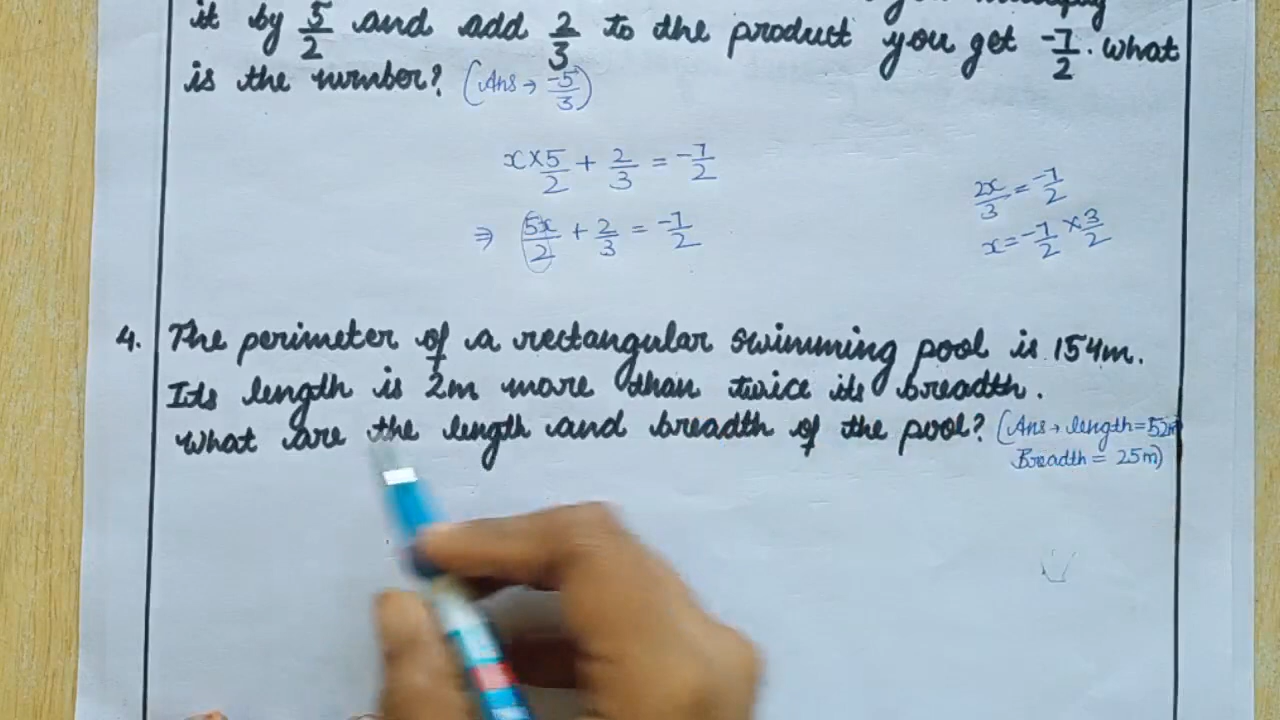 it by 5/2 and add 2/3 to the product you get -7/2. What
is the number? (Ans → -5/3)
x×5/2 + 2/3 = -7/2
⇒ 5x/2 + 2/3 = -7/2
2x/3 = -7/2
x = -7/2 × 3/2
4. The perimeter of a rectangular swimming pool is 154m.
Its length is 2m more than twice its breadth.
What are the length and breadth of the pool? (Ans → length = 52m
Breadth = 25m)